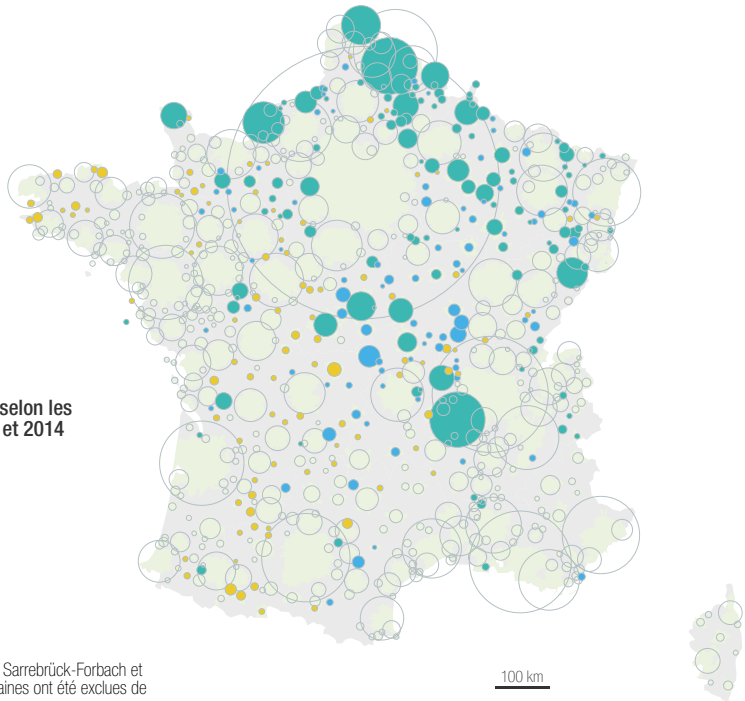 selon les
et 2014
Sarrebrück-Forbach et
aines ont été exclues de
100 km